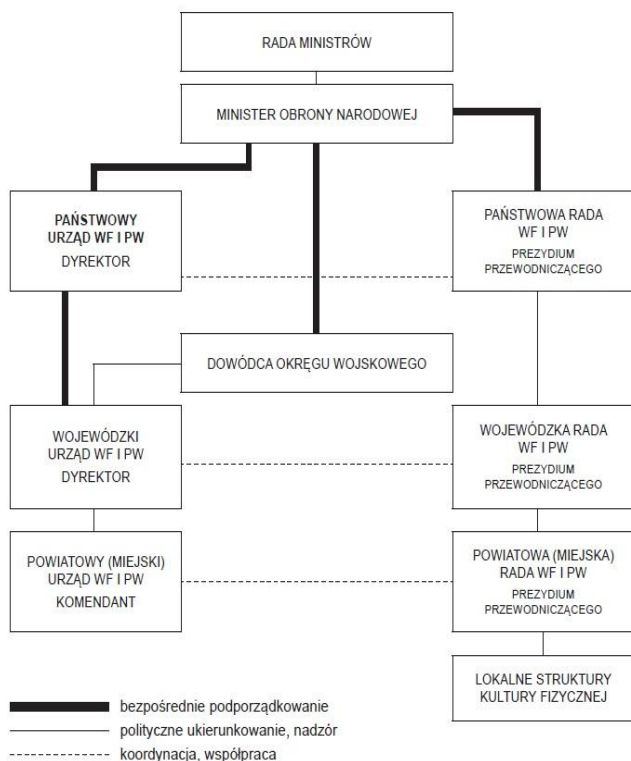 RADA MINISTRÓW
MINISTER OBRONY NARODOWEJ
PAŃSTWOWY
URZĄD WF I PW
DYREKTOR
PAŃSTWOWA RADA
WF I PW
PREZYDIUM
PRZEWODNICZĄCEGO
DOWÓDCA OKRĘGU WOJSKOWEGO
WOJEWÓDZKI
URZĄD WF I PW
DYREKTOR
WOJEWÓDZKA RADA
WF I PW
PREZYDIUM
PRZEWODNICZĄCEGO
POWIATOWY (MIEJSKI)
URZĄD WF I PW
KOMENDANT
POWIATOWA (MIEJSKA)
RADA WF I PW
PREZYDIUM
PRZEWODNICZĄCEGO
LOKALNE STRUKTURY
KULTURY FIZYCZNEJ
bezpośrednie podporządkowanie
polityczne ukierunkowanie, nadzór
koordynacja, współpraca